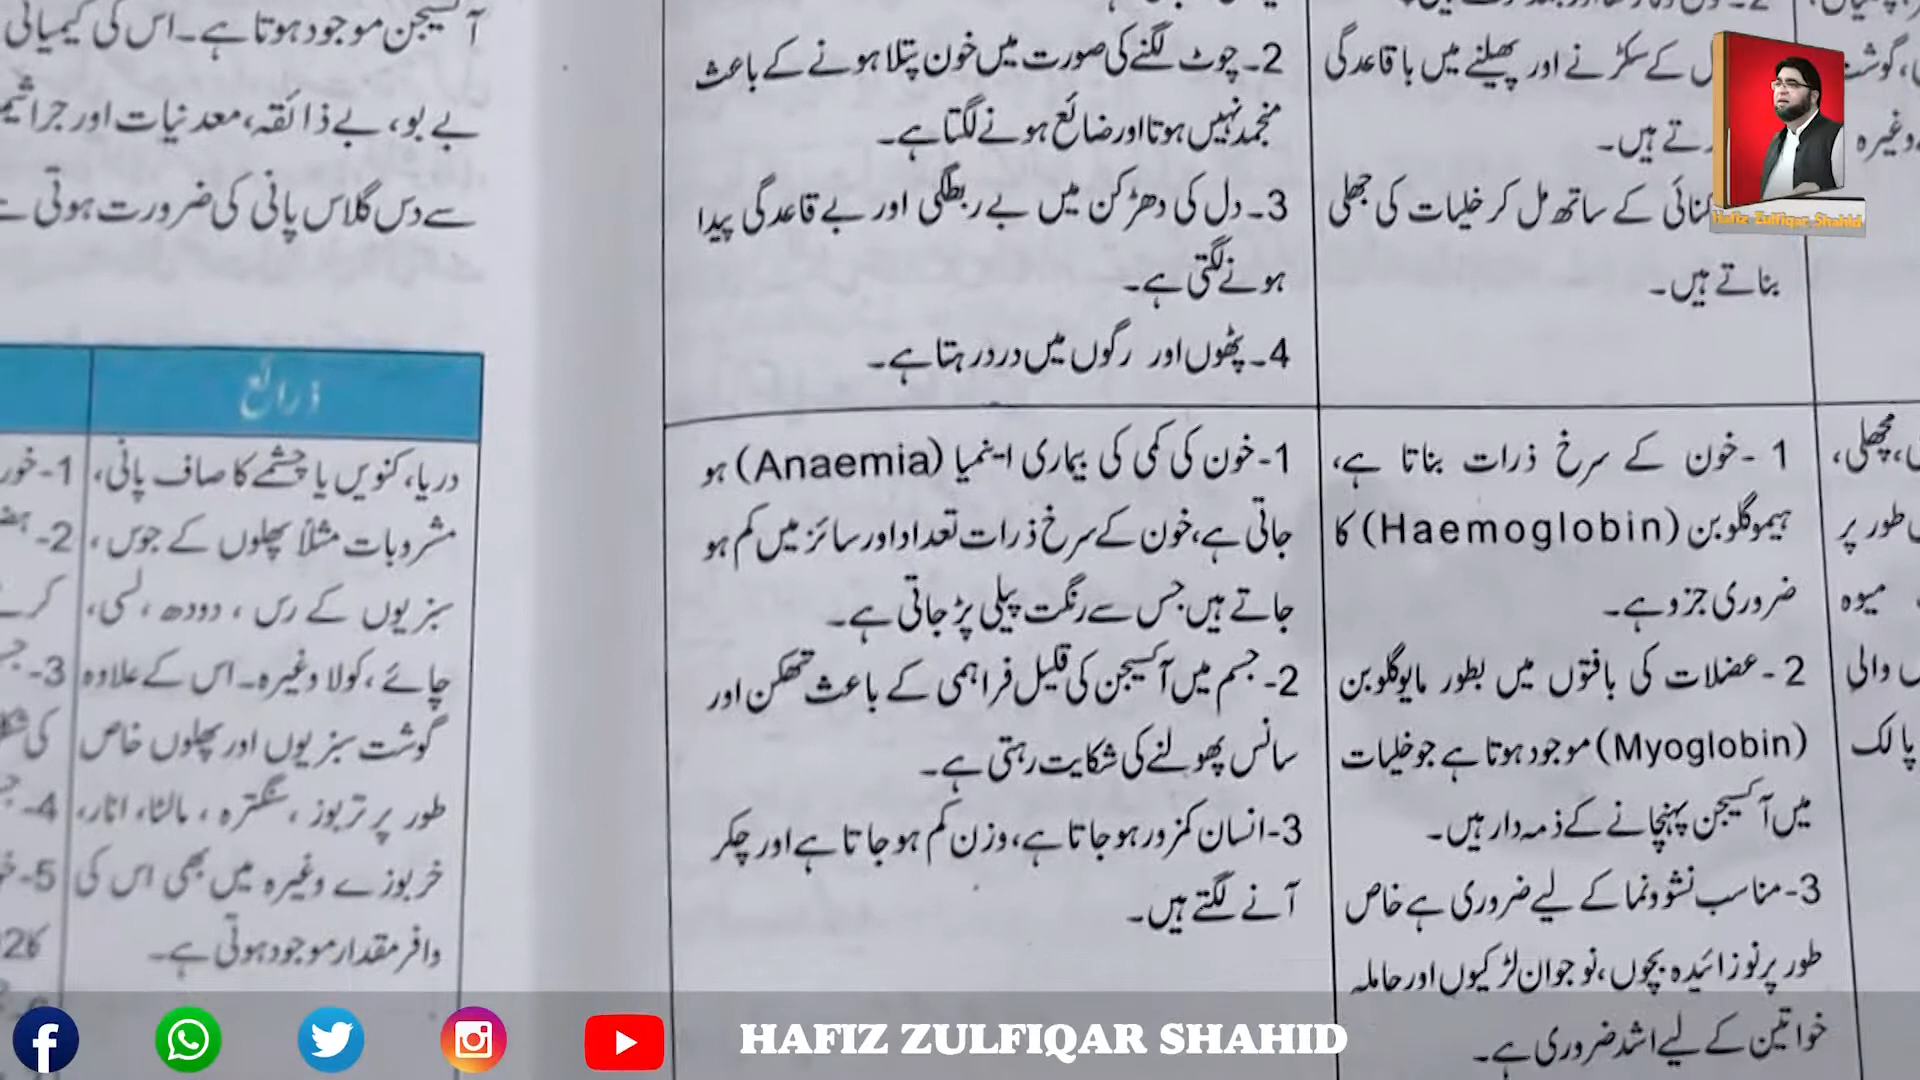 کے سکڑنے اور پھیلنے میں باقاعدگی
تے ہیں۔
کے ساتھ مل کر خلیات کی جھلی
بناتے ہیں۔
2۔ چوٹ لگنے کی صورت میں خون پتلا ہونے کے باعث
منجمد نہیں ہوتا اور ضائع ہونے لگتا ہے۔
3۔ دل کی دھڑکن میں بے ربطگی اور بے قاعدگی پیدا
ہونے لگتی ہے۔
4۔ پٹھوں اور رگوں میں درد رہتا ہے۔
وغیرہ
مچھلی،
طور پر
میوہ
والی
پالک
1 - خون کے سرخ ذرات بناتا ہے،
ہیموگلوبن (Haemoglobin) کا
ضروری جزو ہے۔
2 - عضلات کی بافتوں میں بطور مایوگلوبن
(Myoglobin) موجود ہوتا ہے جو خلیات
میں آکسیجن پہنچانے کے ذمہ دار ہیں۔
3- مناسب نشوونما کے لیے ضروری ہے خاص
طور پر نوزائیدہ بچوں، نوجوان لڑکیوں اور حاملہ
خواتین کے لیے اشد ضروری ہے۔
1- خون کی کمی کی بیماری اینمیا (Anaemia) ہو
جاتی ہے، خون کے سرخ ذرات تعداد اور سائز میں کم ہو
جاتے ہیں جس سے رنگت پیلی پڑ جاتی ہے۔
2- جسم میں آکسیجن کی قلیل فراہمی کے باعث تھکن اور
سانس پھولنے کی شکایت رہتی ہے۔
3- انسان کمزور ہو جاتا ہے، وزن کم ہو جاتا ہے اور چکر
آنے لگتے ہیں۔
آکسیجن موجود ہوتا ہے۔ اس کی کیمیائی
بے بو، بے ذائقہ، معدنیات اور
سے دس گلاس پانی کی ضرورت ہوتی
ذرائع
دریا، کنویں یا چشمے کا صاف پانی،
مشروبات مثلاً پھلوں کے جوس،
سبزیوں کے رس، دودھ، لسی،
چائے، کولا وغیرہ۔ اس کے علاوہ
گوشت سبزیوں اور پھلوں خاص
طور پر تربوز، سنگترہ، مالٹا، انار،
خربوزے وغیرہ میں بھی اس کی
وافر مقدار موجود ہوتی ہے۔
1-
2-
3-
4-
5-
Hafiz Zulfiqar Shahid
HAFIZ ZULFIQAR SHAHID